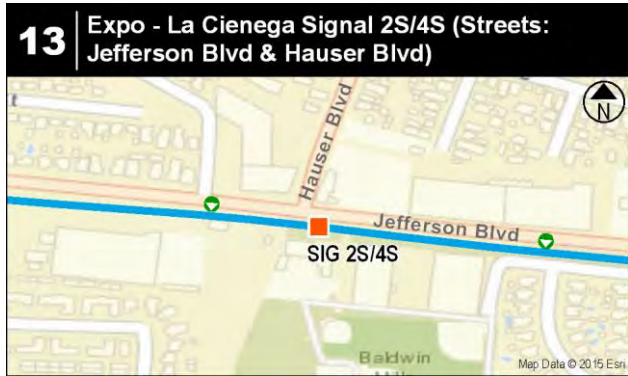 13
Expo - La Cienega Signal 2S/4S (Streets:
Jefferson Blvd & Hauser Blvd)
N
Hauser Blvd
Jefferson Blvd
SIG 2S/4S
Baldwin
Map Data © 2015 Esri